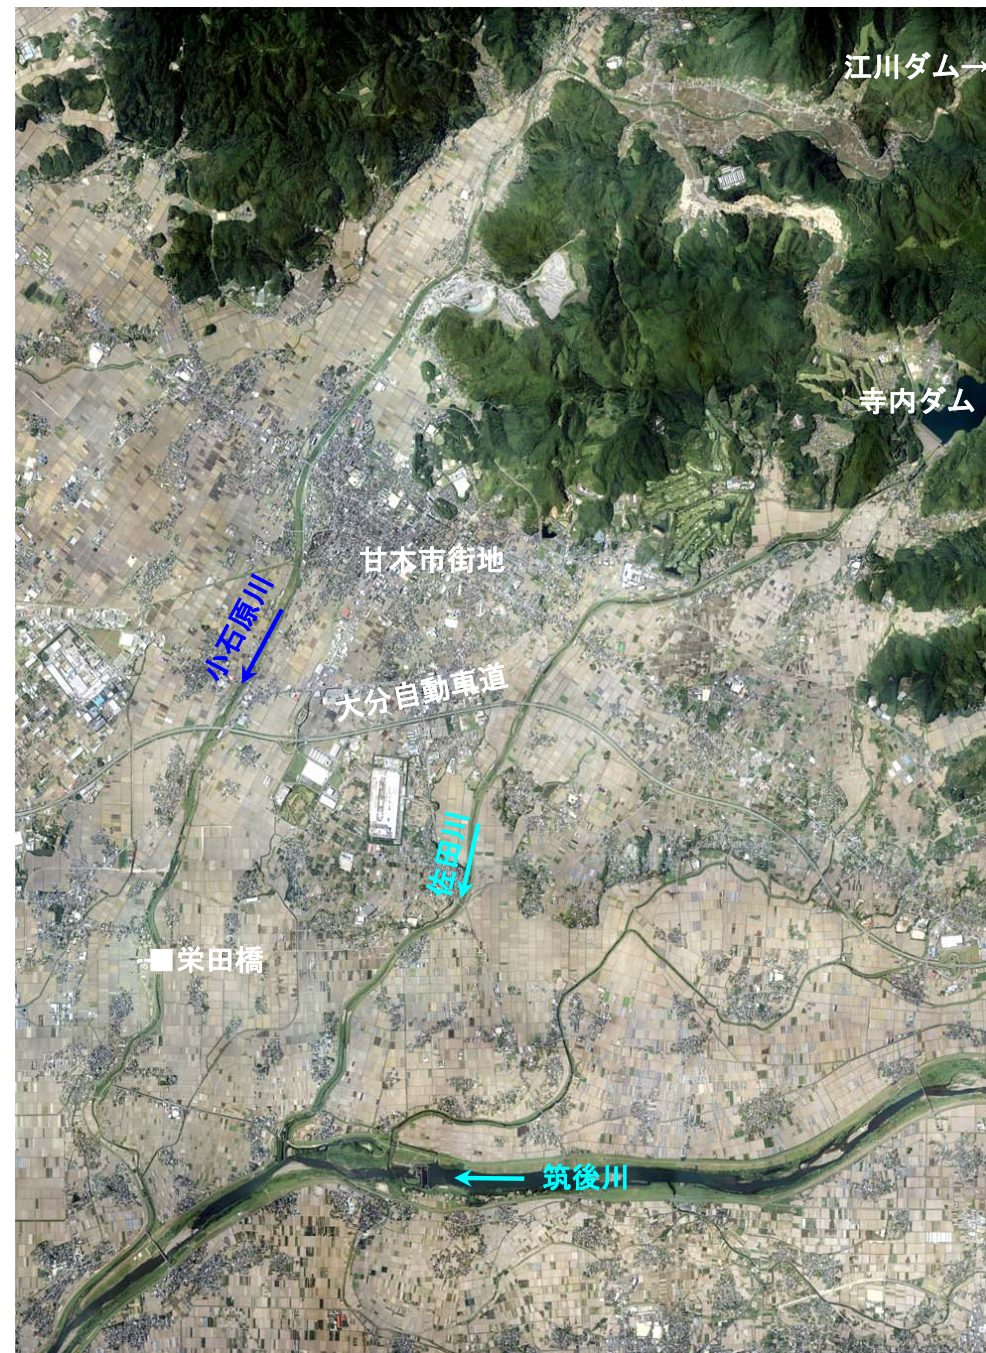 江川ダム→
寺内ダム
甘木市街地
小石原川
大分自動車道
佐田川
■栄田橋
筑後川